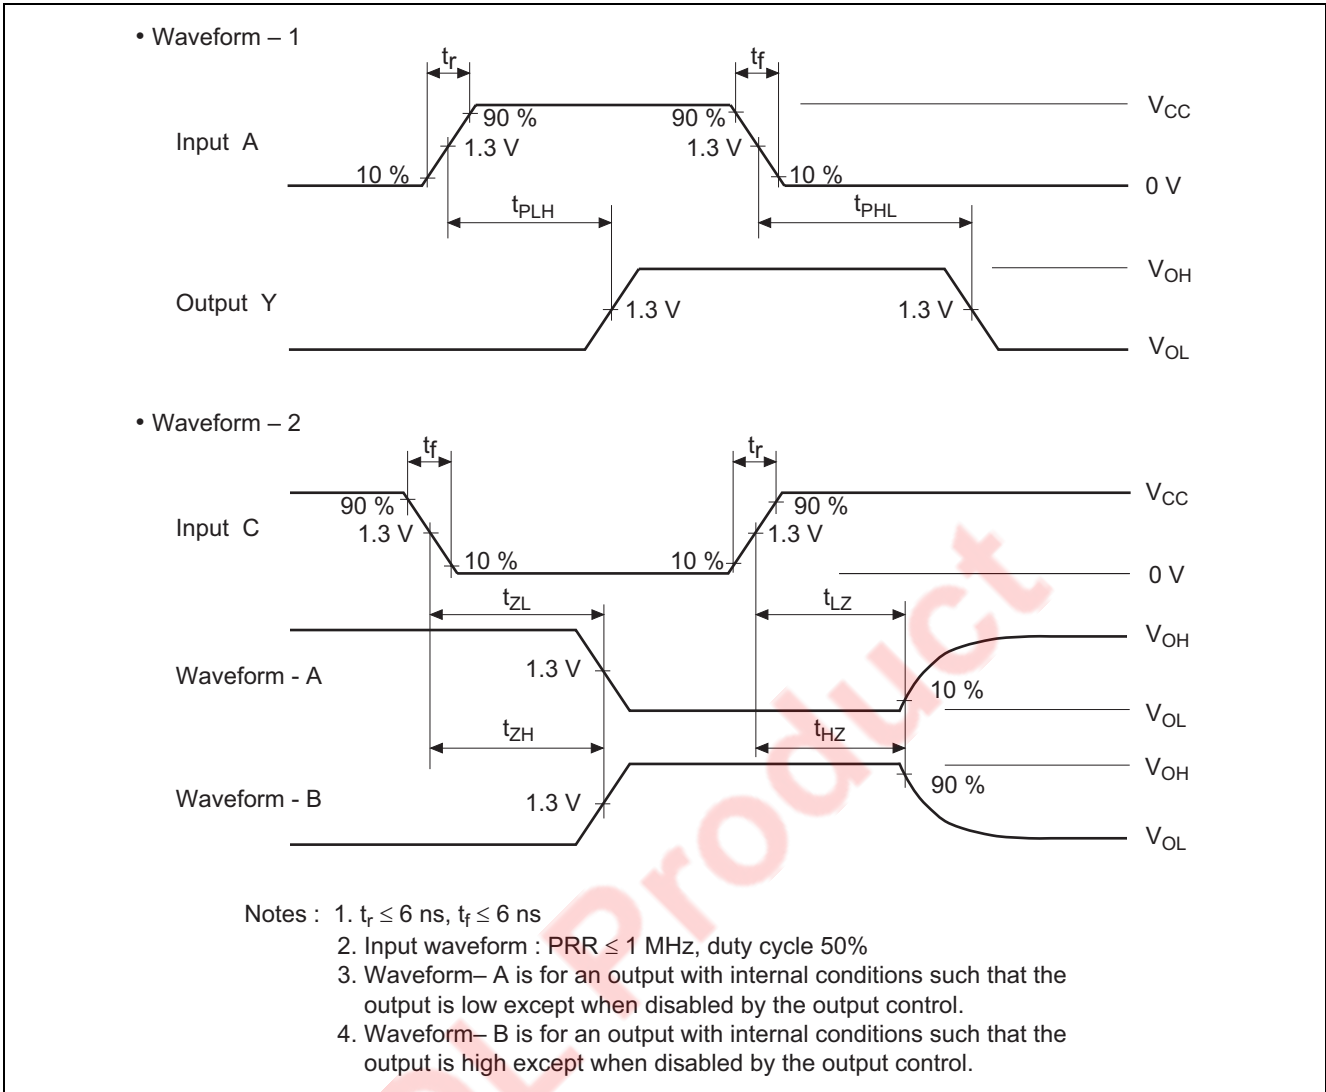 • Waveform – 1
tr
tf
90 %
90 %
VCC
Input A
1.3 V
1.3 V
10 %
10 %
0 V
tPLH
tPHL
VOH
Output Y
1.3 V
1.3 V
VOL
• Waveform – 2
tf
tr
90 %
90 %
VCC
Input C
1.3 V
1.3 V
10 %
10 %
0 V
tZL
tLZ
VOH
Waveform - A
1.3 V
10 %
VOL
tZH
tHZ
VOH
Waveform - B
1.3 V
90 %
VOL
Notes : 1. tr ≤ 6 ns, tf ≤ 6 ns
2. Input waveform : PRR ≤ 1 MHz, duty cycle 50%
3. Waveform– A is for an output with internal conditions such that the
output is low except when disabled by the output control.
4. Waveform– B is for an output with internal conditions such that the
output is high except when disabled by the output control.
OL Product